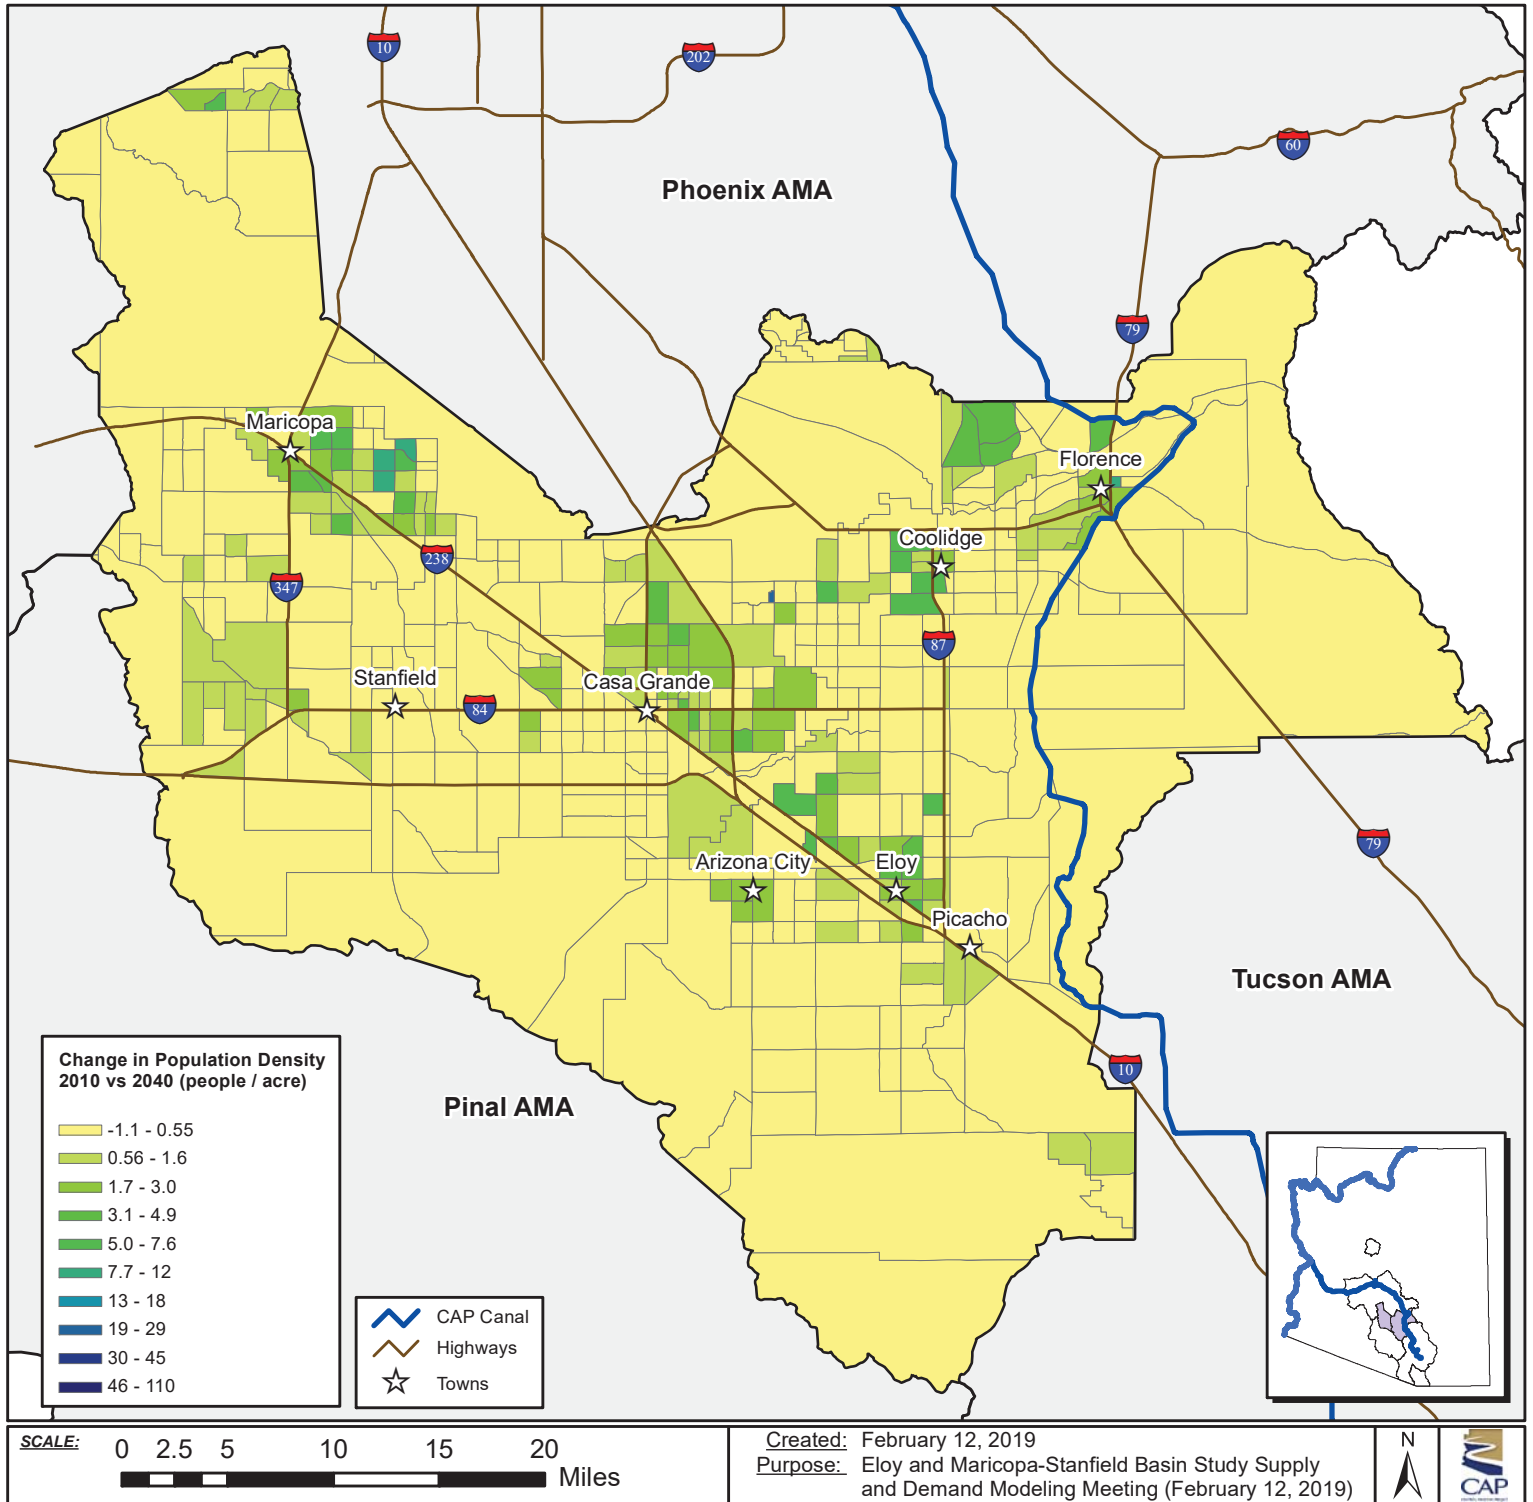 10
202
60
Phoenix AMA
79
Maricopa
Florence
Coolidge
238
347
87
Stanfield
Casa Grande
84
Arizona City
Eloy
79
Picacho
Tucson AMA
10
Pinal AMA
Change in Population Density
2010 vs 2040 (people / acre)
-1.1 - 0.55
0.56 - 1.6
1.7 - 3.0
3.1 - 4.9
5.0 - 7.6
7.7 - 12
13 - 18
19 - 29
30 - 45
46 - 110
CAP Canal
Highways
Towns
SCALE:
0 2.5 5 10 15 20
Miles
Created: February 12, 2019
Purpose: Eloy and Maricopa-Stanfield Basin Study Supply
and Demand Modeling Meeting (February 12, 2019)
N
CAP